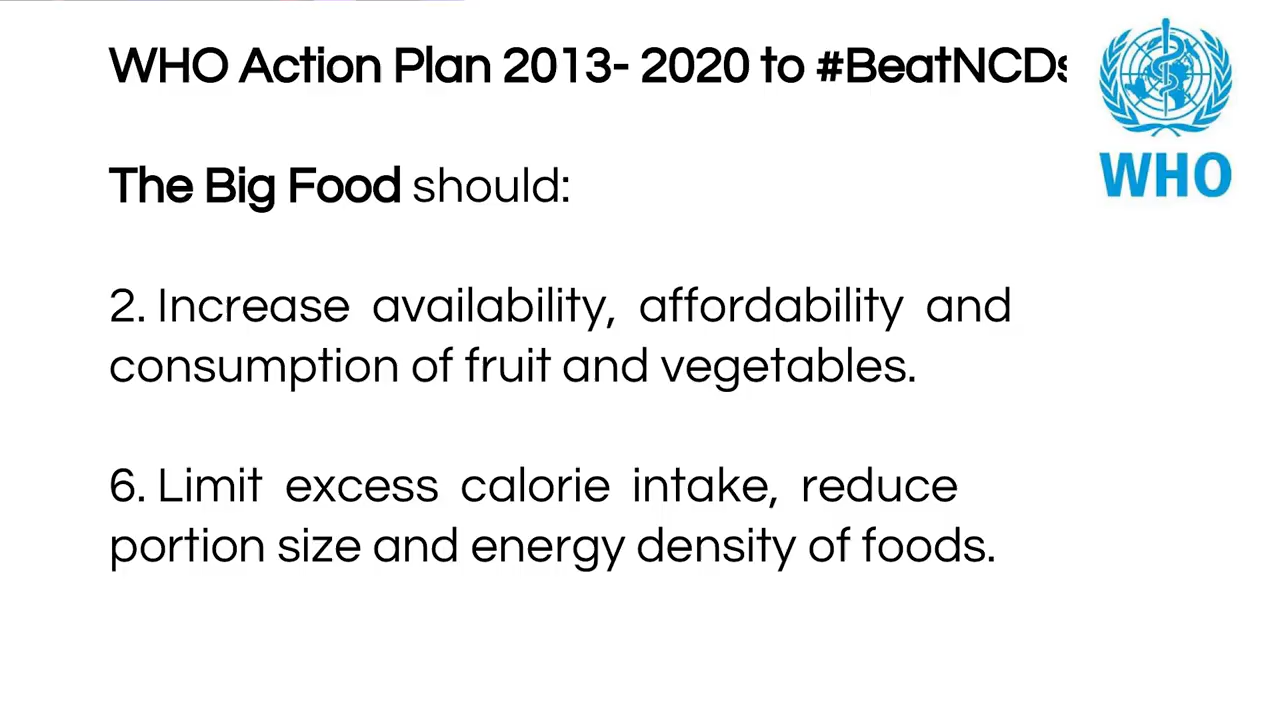 WHO Action Plan 2013- 2020 to #BeatNCDs
WHO
The Big Food should:
2. Increase availability, affordability and
consumption of fruit and vegetables.
6. Limit excess calorie intake, reduce
portion size and energy density of foods.